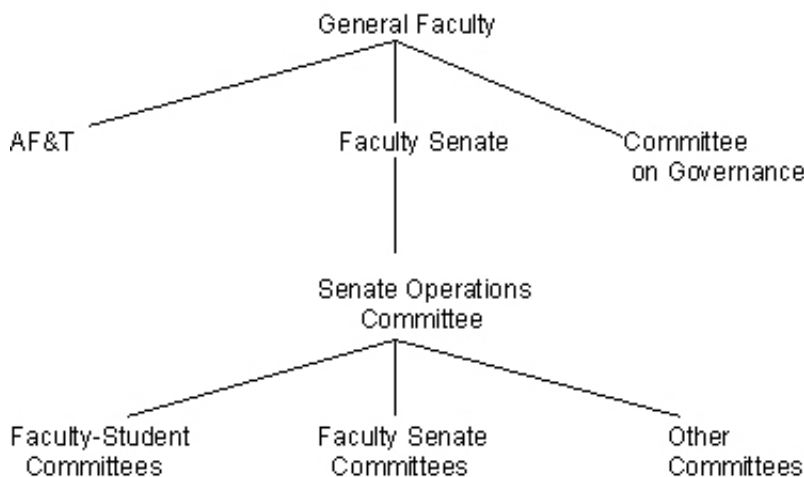 General Faculty
AF&T
Faculty Senate
Committee
on Governance
Senate Operations
Committee
Faculty-Student
Committees
Faculty Senate
Committees
Other
Committees